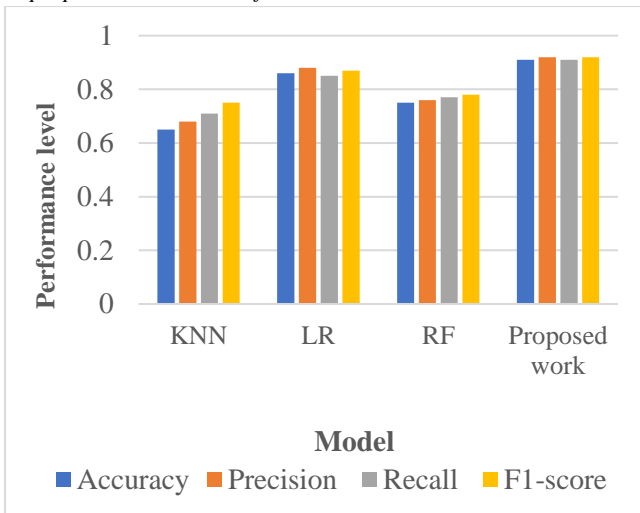 1
0.8
0.6
0.4
0.2
0
Performance level
KNN LR RF Proposed work
Model
Accuracy Precision Recall F1-score